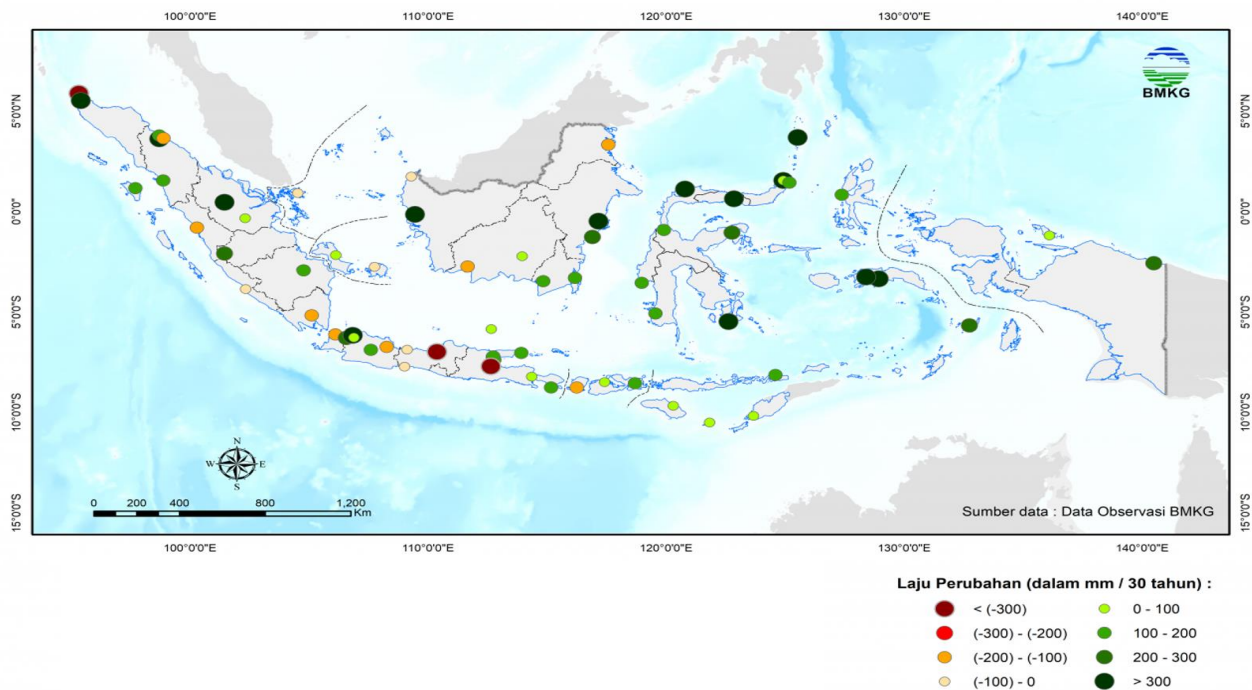 100°0'0"E 110°0'0"E 120°0'0"E 130°0'0"E 140°0'0"E
BMKG
5°0'0"N 5°0'0"N
0°0'0" 0°0'0"
5°0'0"S 5°0'0"S
10°0'0"S 10°0'0"S
15°0'0"S 15°0'0"S
N
W E
S
0 200 400 800 1,200
Km
Sumber data : Data Observasi BMKG
100°0'0"E 110°0'0"E 120°0'0"E 130°0'0"E 140°0'0"E
Laju Perubahan (dalam mm / 30 tahun) :
< (-300) 0 - 100
(-300) - (-200) 100 - 200
(-200) - (-100) 200 - 300
(-100) - 0 > 300